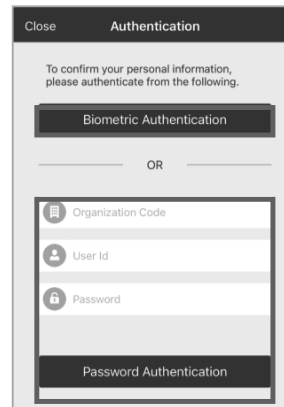 Close Authentication
To confirm your personal information,
please authenticate from the following.
Biometric Authentication
OR
Organization Code
User Id
Password
Password Authentication